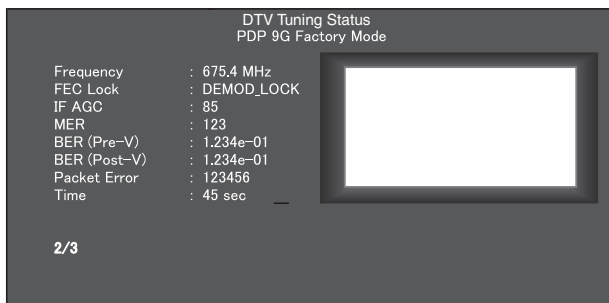 DTV Tuning Status
PDP 9G Factory Mode
Frequency : 675.4 MHz
FEC Lock : DEMOD_LOCK
IF AGC : 85
MER : 123
BER (Pre-V) : 1.234e-01
BER (Post-V) : 1.234e-01
Packet Error : 123456
Time : 45 sec _
2/3